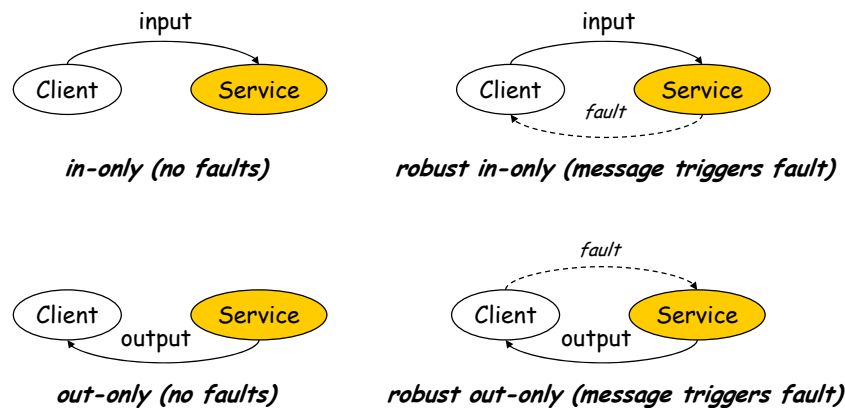 input
Client
Service
in-only (no faults)
input
Client
Service
fault
robust in-only (message triggers fault)
Client
Service
output
out-only (no faults)
fault
Client
Service
output
robust out-only (message triggers fault)